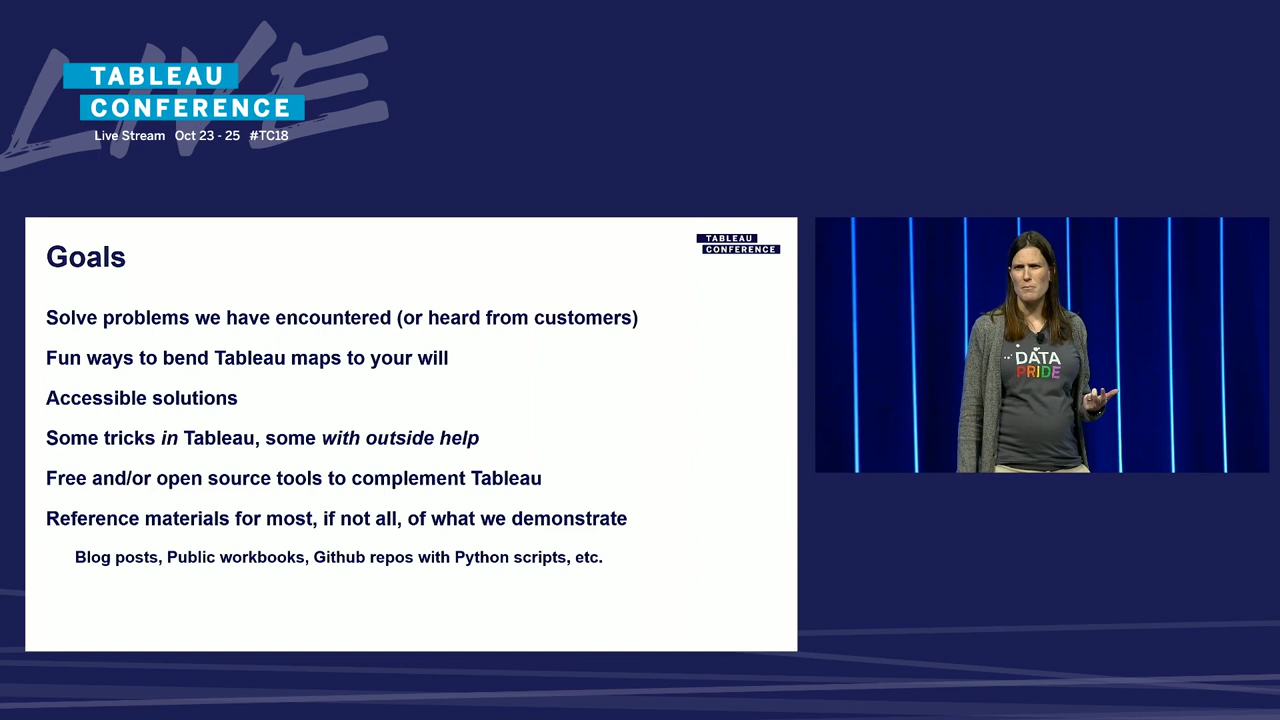 LIVE
TABLEAU
CONFERENCE
Live Stream Oct 23 - 25 #TC18
TABLEAU
CONFERENCE
Goals
Solve problems we have encountered (or heard from customers)
Fun ways to bend Tableau maps to your will
Accessible solutions
Some tricks in Tableau, some with outside help
Free and/or open source tools to complement Tableau
Reference materials for most, if not all, of what we demonstrate
Blog posts, Public workbooks, Github repos with Python scripts, etc.
DATA
PRIDE